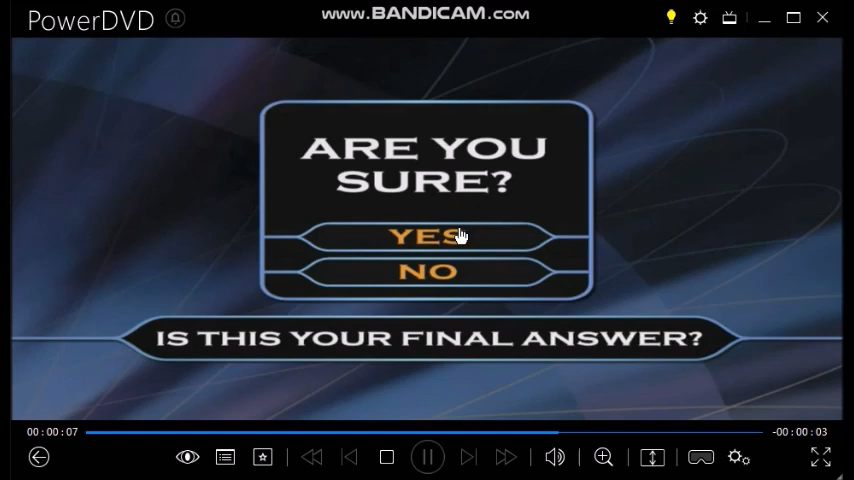 PowerDVD
www.BANDICAM.com
ARE YOU
SURE?
YES
NO
IS THIS YOUR FINAL ANSWER?
00:00:07
-00:00:03